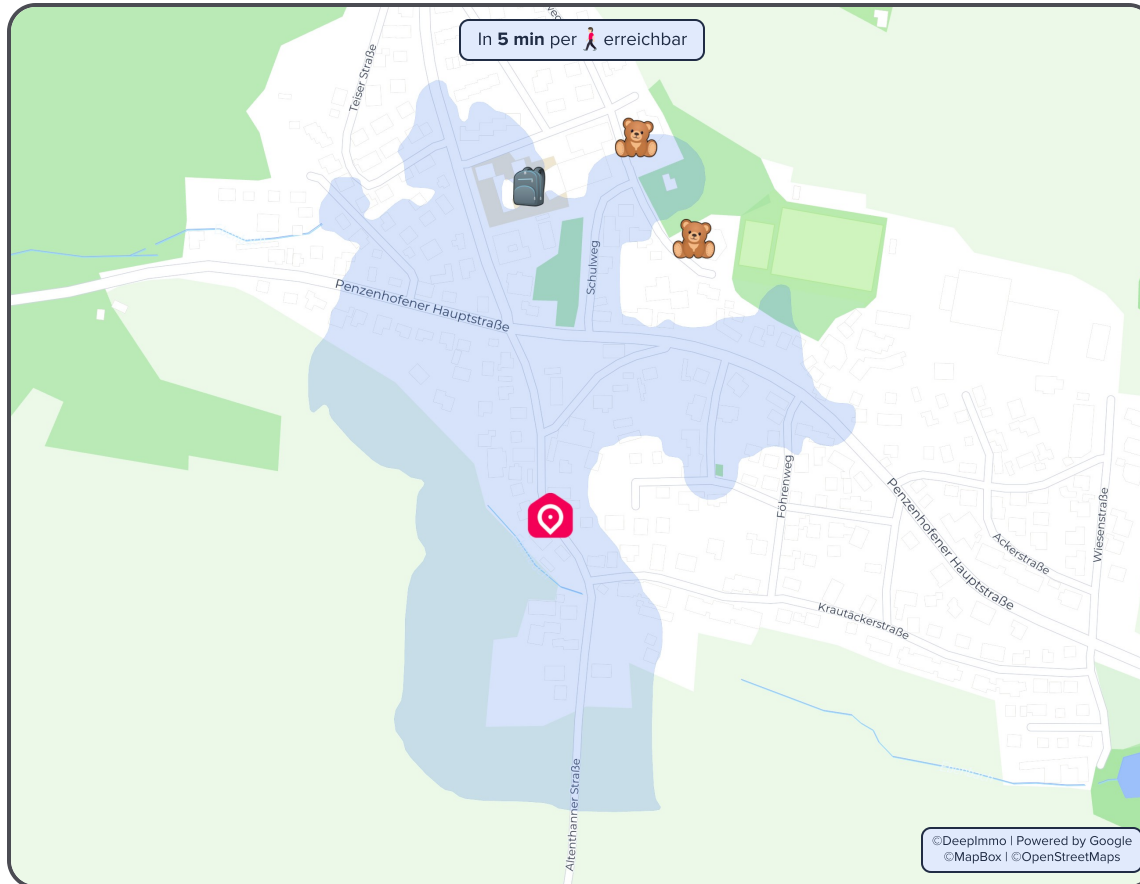 In 5 min per erreichbar
Teiser Straße
Schulweg
Penzenhofener Hauptstraße
Föhrenweg
Penzenhofener Hauptstraße
Ackerstraße
Wiesenstraße
Krautäckerstraße
Altenthanner Straße
©DeepImmo | Powered by Google
©MapBox | ©OpenStreetMaps